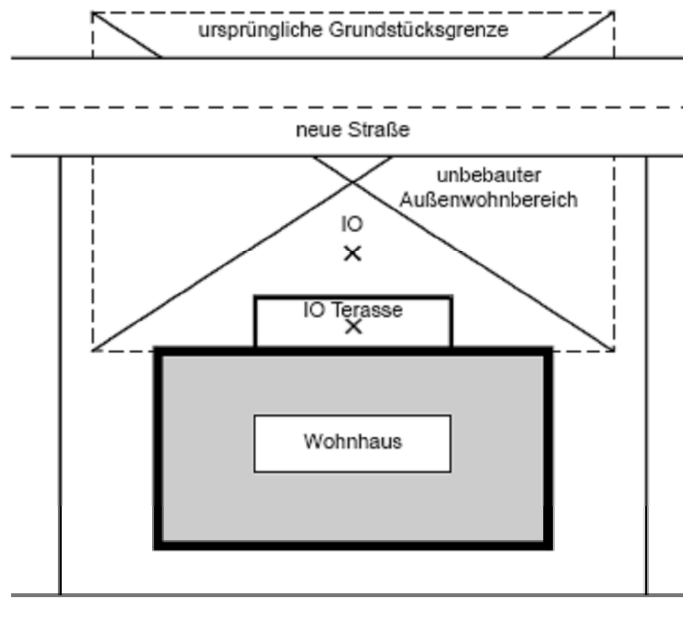 ursprüngliche Grundstücksgrenze
neue Straße
unbebauter
Außenwohnbereich
IO
IO Terasse
Wohnhaus